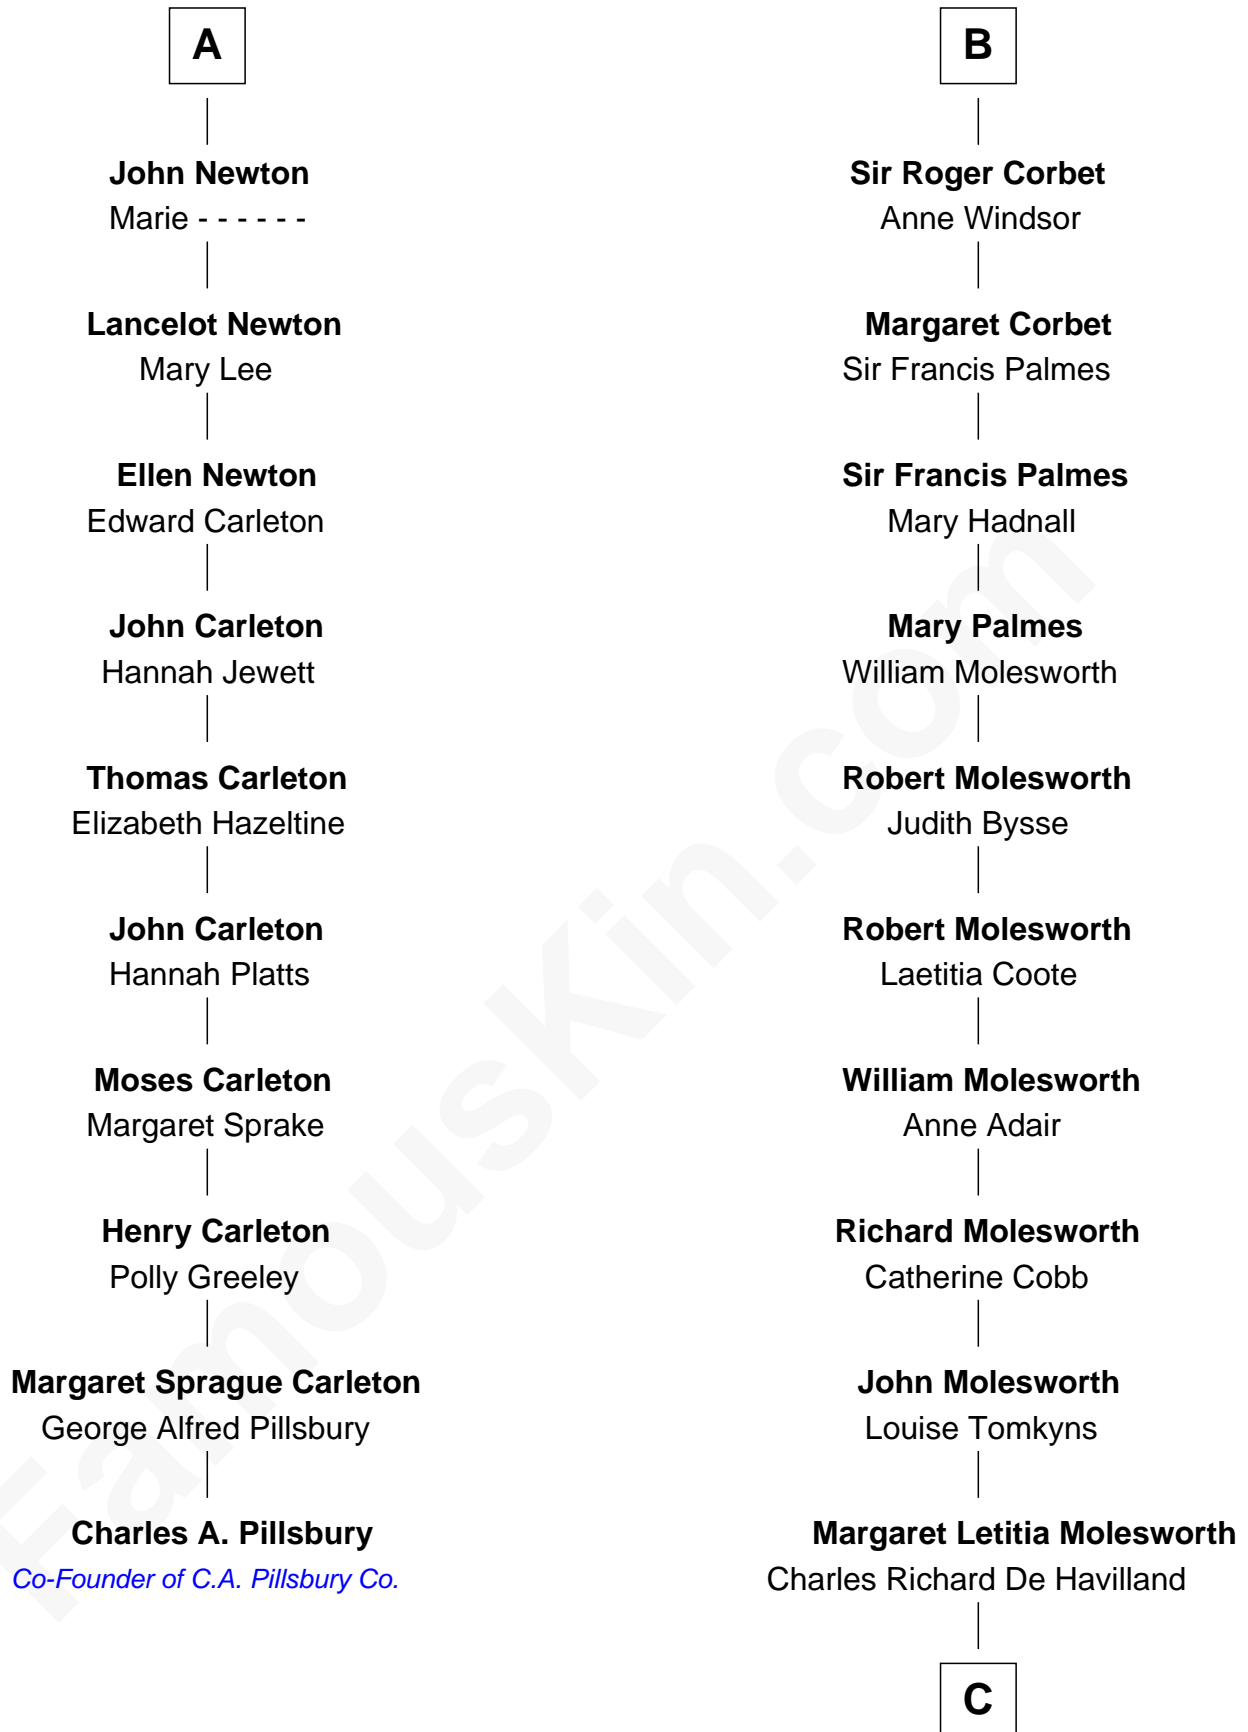 A
John Newton
Marie - - - - - -
Lancelot Newton
Mary Lee
Ellen Newton
Edward Carleton
John Carleton
Hannah Jewett
Thomas Carleton
Elizabeth Hazeltine
John Carleton
Hannah Platts
Moses Carleton
Margaret Sprake
Henry Carleton
Polly Greeley
Margaret Sprague Carleton
George Alfred Pillsbury
Charles A. Pillsbury
Co-Founder of C.A. Pillsbury Co.
B
Sir Roger Corbet
Anne Windsor
Margaret Corbet
Sir Francis Palmes
Sir Francis Palmes
Mary Hadnall
Mary Palmes
William Molesworth
Robert Molesworth
Judith Bysse
Robert Molesworth
Laetitia Coote
William Molesworth
Anne Adair
Richard Molesworth
Catherine Cobb
John Molesworth
Louise Tomkyns
Margaret Letitia Molesworth
Charles Richard De Havilland
C
FamousKin.com